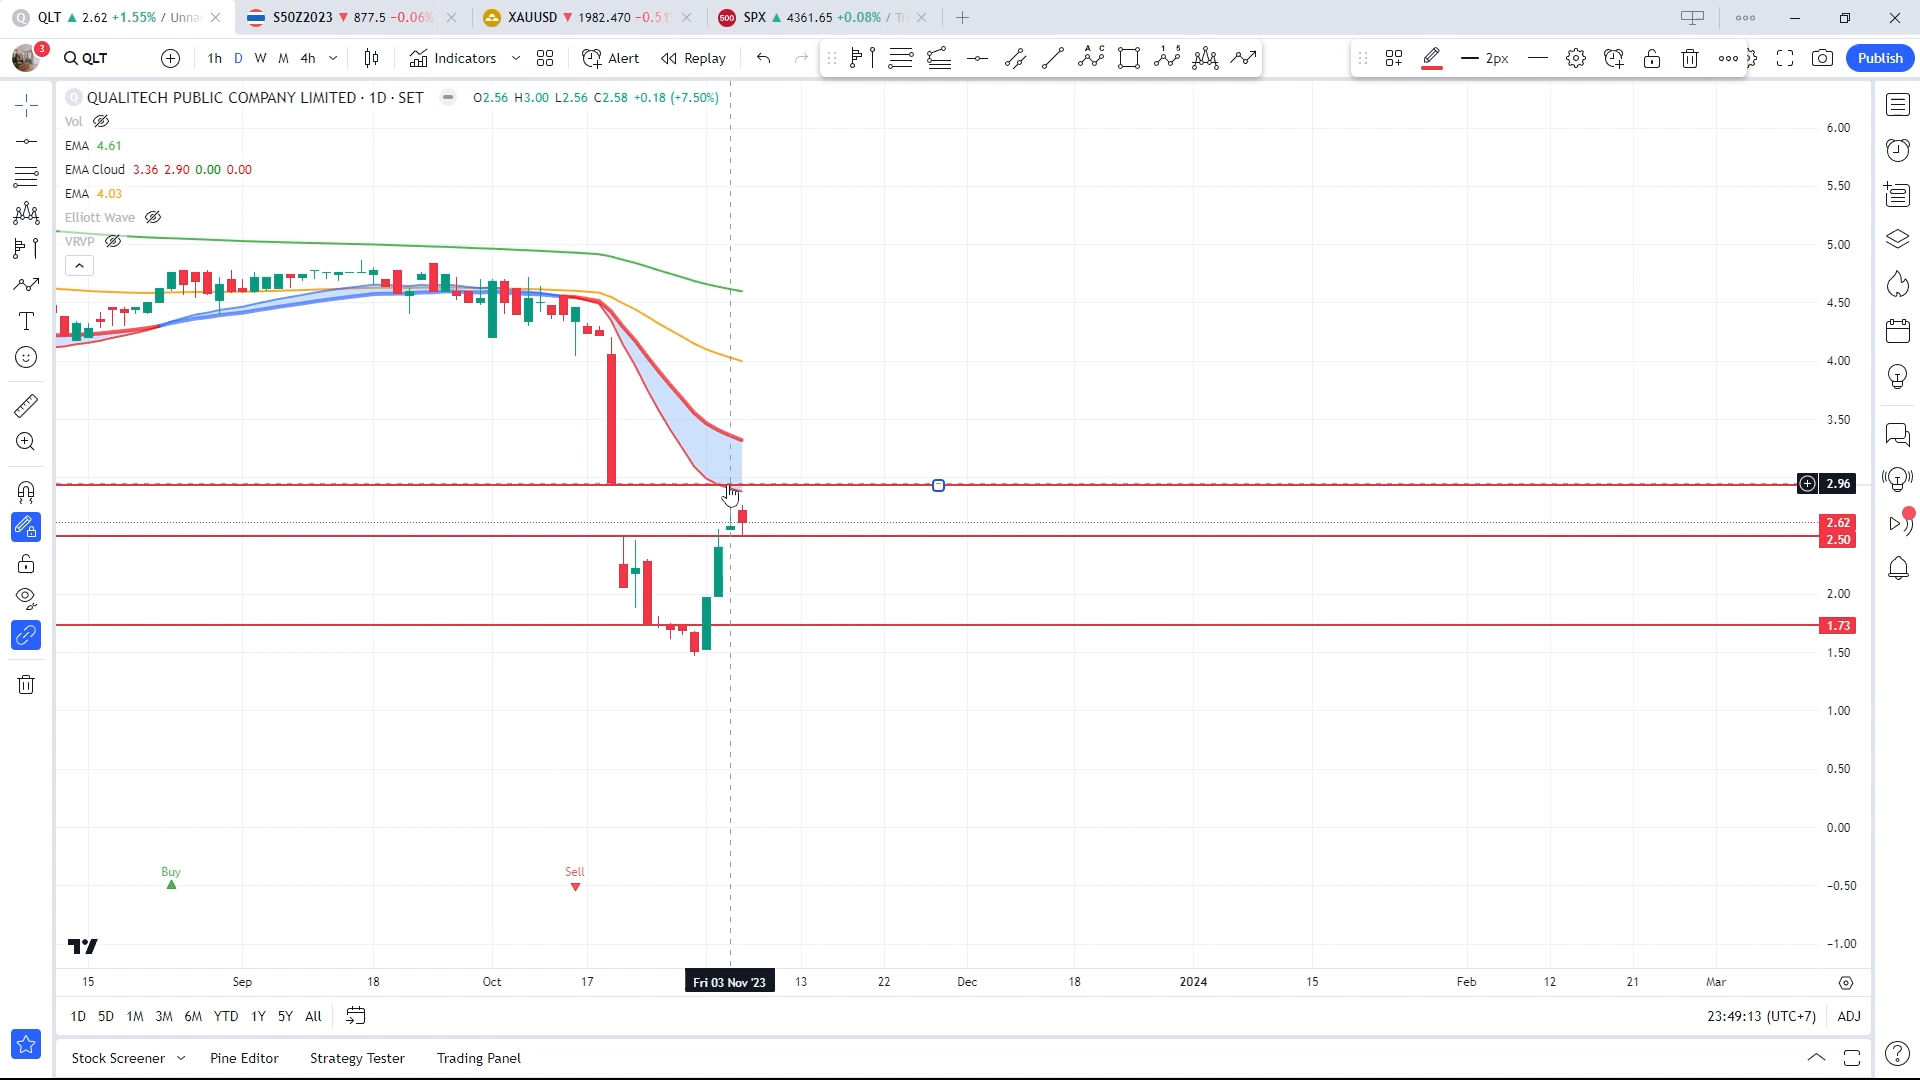 QLT ▲ 2.62 +1.55% / Unna
S50Z2023 ▼ 877.5 −0.06%
XAUUSD ▼ 1982.470 −0.51
500 SPX ▲ 4361.65 +0.08% / Tr
3
QLT
1h D W M 4h
Indicators
Alert
Replay
2px
Publish
Q QUALITECH PUBLIC COMPANY LIMITED · 1D · SET O2.56 H3.00 L2.56 C2.58 +0.18 (+7.50%)
Vol
EMA 4.61
EMA Cloud 3.36 2.90 0.00 0.00
EMA 4.03
Elliott Wave
VRVP
6.00
5.50
5.00
4.50
4.00
3.50
2.96
2.62
2.50
2.00
1.73
1.50
1.00
0.50
0.00
−0.50
−1.00
Buy
Sell
15 Sep 18 Oct 17 Fri 03 Nov '23 13 22 Dec 18 2024 15 Feb 12 21 Mar
1D 5D 1M 3M 6M YTD 1Y 5Y All
23:49:13 (UTC+7) ADJ
Stock Screener Pine Editor Strategy Tester Trading Panel